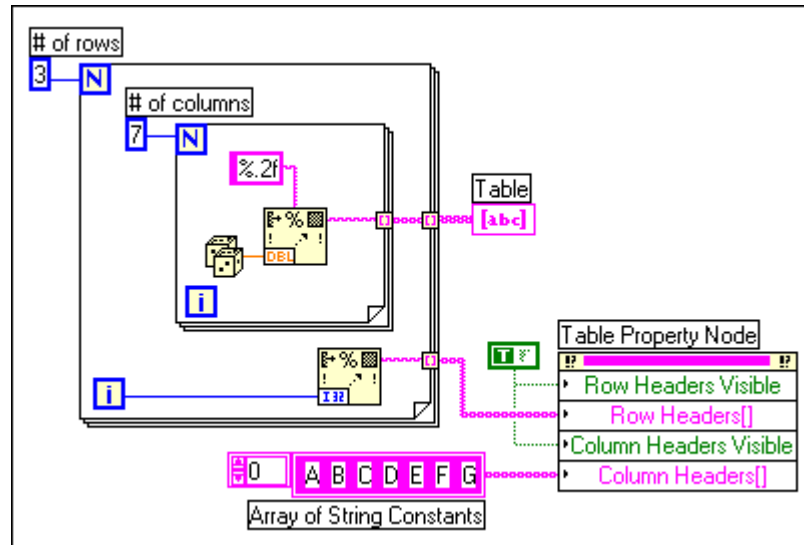 # of rows
3
N
# of columns
7
N
%.2f
Table
[abc]
%
! !
DBL
i
Table Property Node
%
! !
I32
T F
!? !?
Row Headers Visible
Row Headers[]
Column Headers Visible
Column Headers[]
i
0
A B C D E F G
Array of String Constants